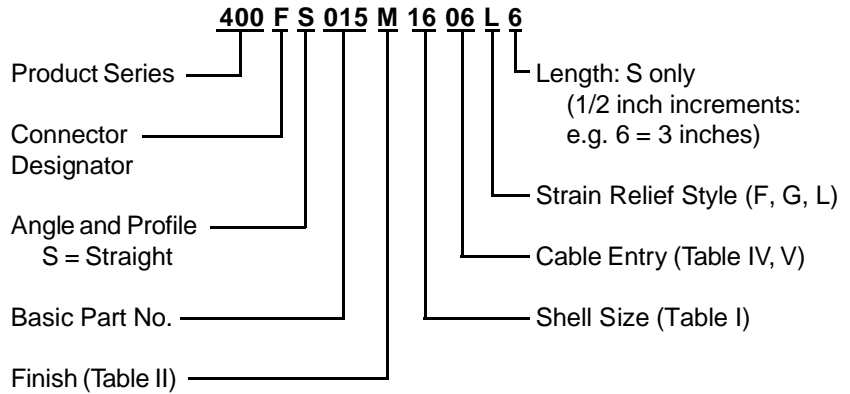 400 F S 015 M 16 06 L 6
Product Series
Connector
Designator
Angle and Profile
S = Straight
Basic Part No.
Finish (Table II)
Length: S only
(1/2 inch increments:
e.g. 6 = 3 inches)
Strain Relief Style (F, G, L)
Cable Entry (Table IV, V)
Shell Size (Table I)